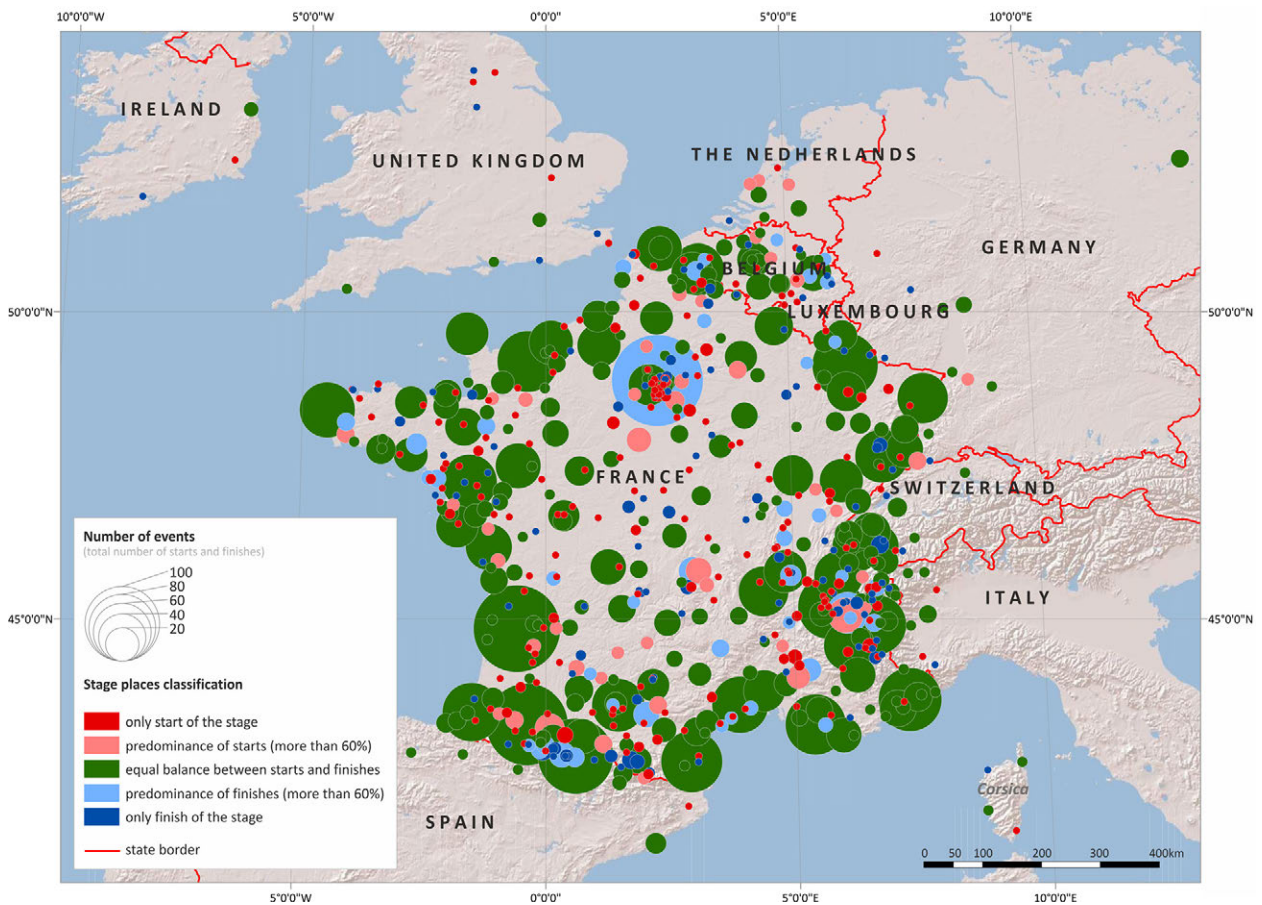 10°0'0"W
5°0'0"W
0°0'0"
5°0'0"E
10°0'0"E
IRELAND
UNITED KINGDOM
THE NEDHERLANDS
GERMANY
BELGIUM
50°0'0"N
LUXEMBOURG
50°0'0"N
FRANCE
SWITZERLAND
Number of events
(total number of starts and finishes)
100
80
60
40
20
ITALY
45°0'0"N
45°0'0"N
Stage places classification
only start of the stage
predominance of starts (more than 60%)
equal balance between starts and finishes
predominance of finishes (more than 60%)
only finish of the stage
state border
Corsica
SPAIN
0 50 100 200 300 400km
5°0'0"W
0°0'0"
5°0'0"E
10°0'0"E